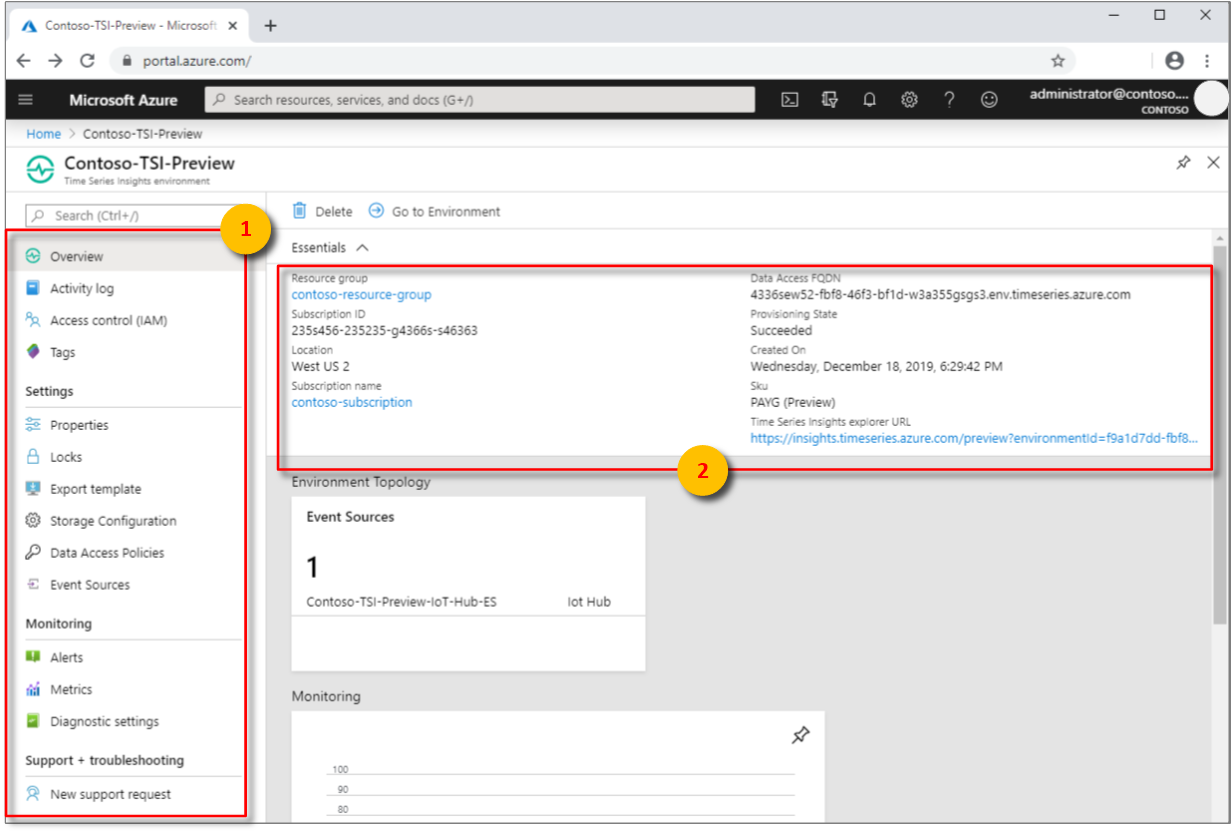 Contoso-TSI-Preview - Microsoft
portal.azure.com/
Microsoft Azure
Search resources, services, and docs (G+/)
administrator@contoso....
CONTOSO
Home > Contoso-TSI-Preview
Contoso-TSI-Preview
Time Series Insights environment
Search (Ctrl+/)
1
Overview
Activity log
Access control (IAM)
Tags
Settings
Properties
Locks
Export template
Storage Configuration
Data Access Policies
Event Sources
Monitoring
Alerts
Metrics
Diagnostic settings
Support + troubleshooting
New support request
Delete
Go to Environment
Essentials
Resource group
contoso-resource-group
Subscription ID
235s456-235235-g4366s-s46363
Location
West US 2
Subscription name
contoso-subscription
Data Access FQDN
4336sew52-fbf8-46f3-bf1d-w3a355gsgs3.env.timeseries.azure.com
Provisioning State
Succeeded
Created On
Wednesday, December 18, 2019, 6:29:42 PM
Sku
PAYG (Preview)
Time Series Insights explorer URL
https://insights.timeseries.azure.com/preview?environmentId=f9a1d7dd-fbf8...
2
Environment Topology
Event Sources
1
Contoso-TSI-Preview-IoT-Hub-ES Iot Hub
Monitoring
100
90
80